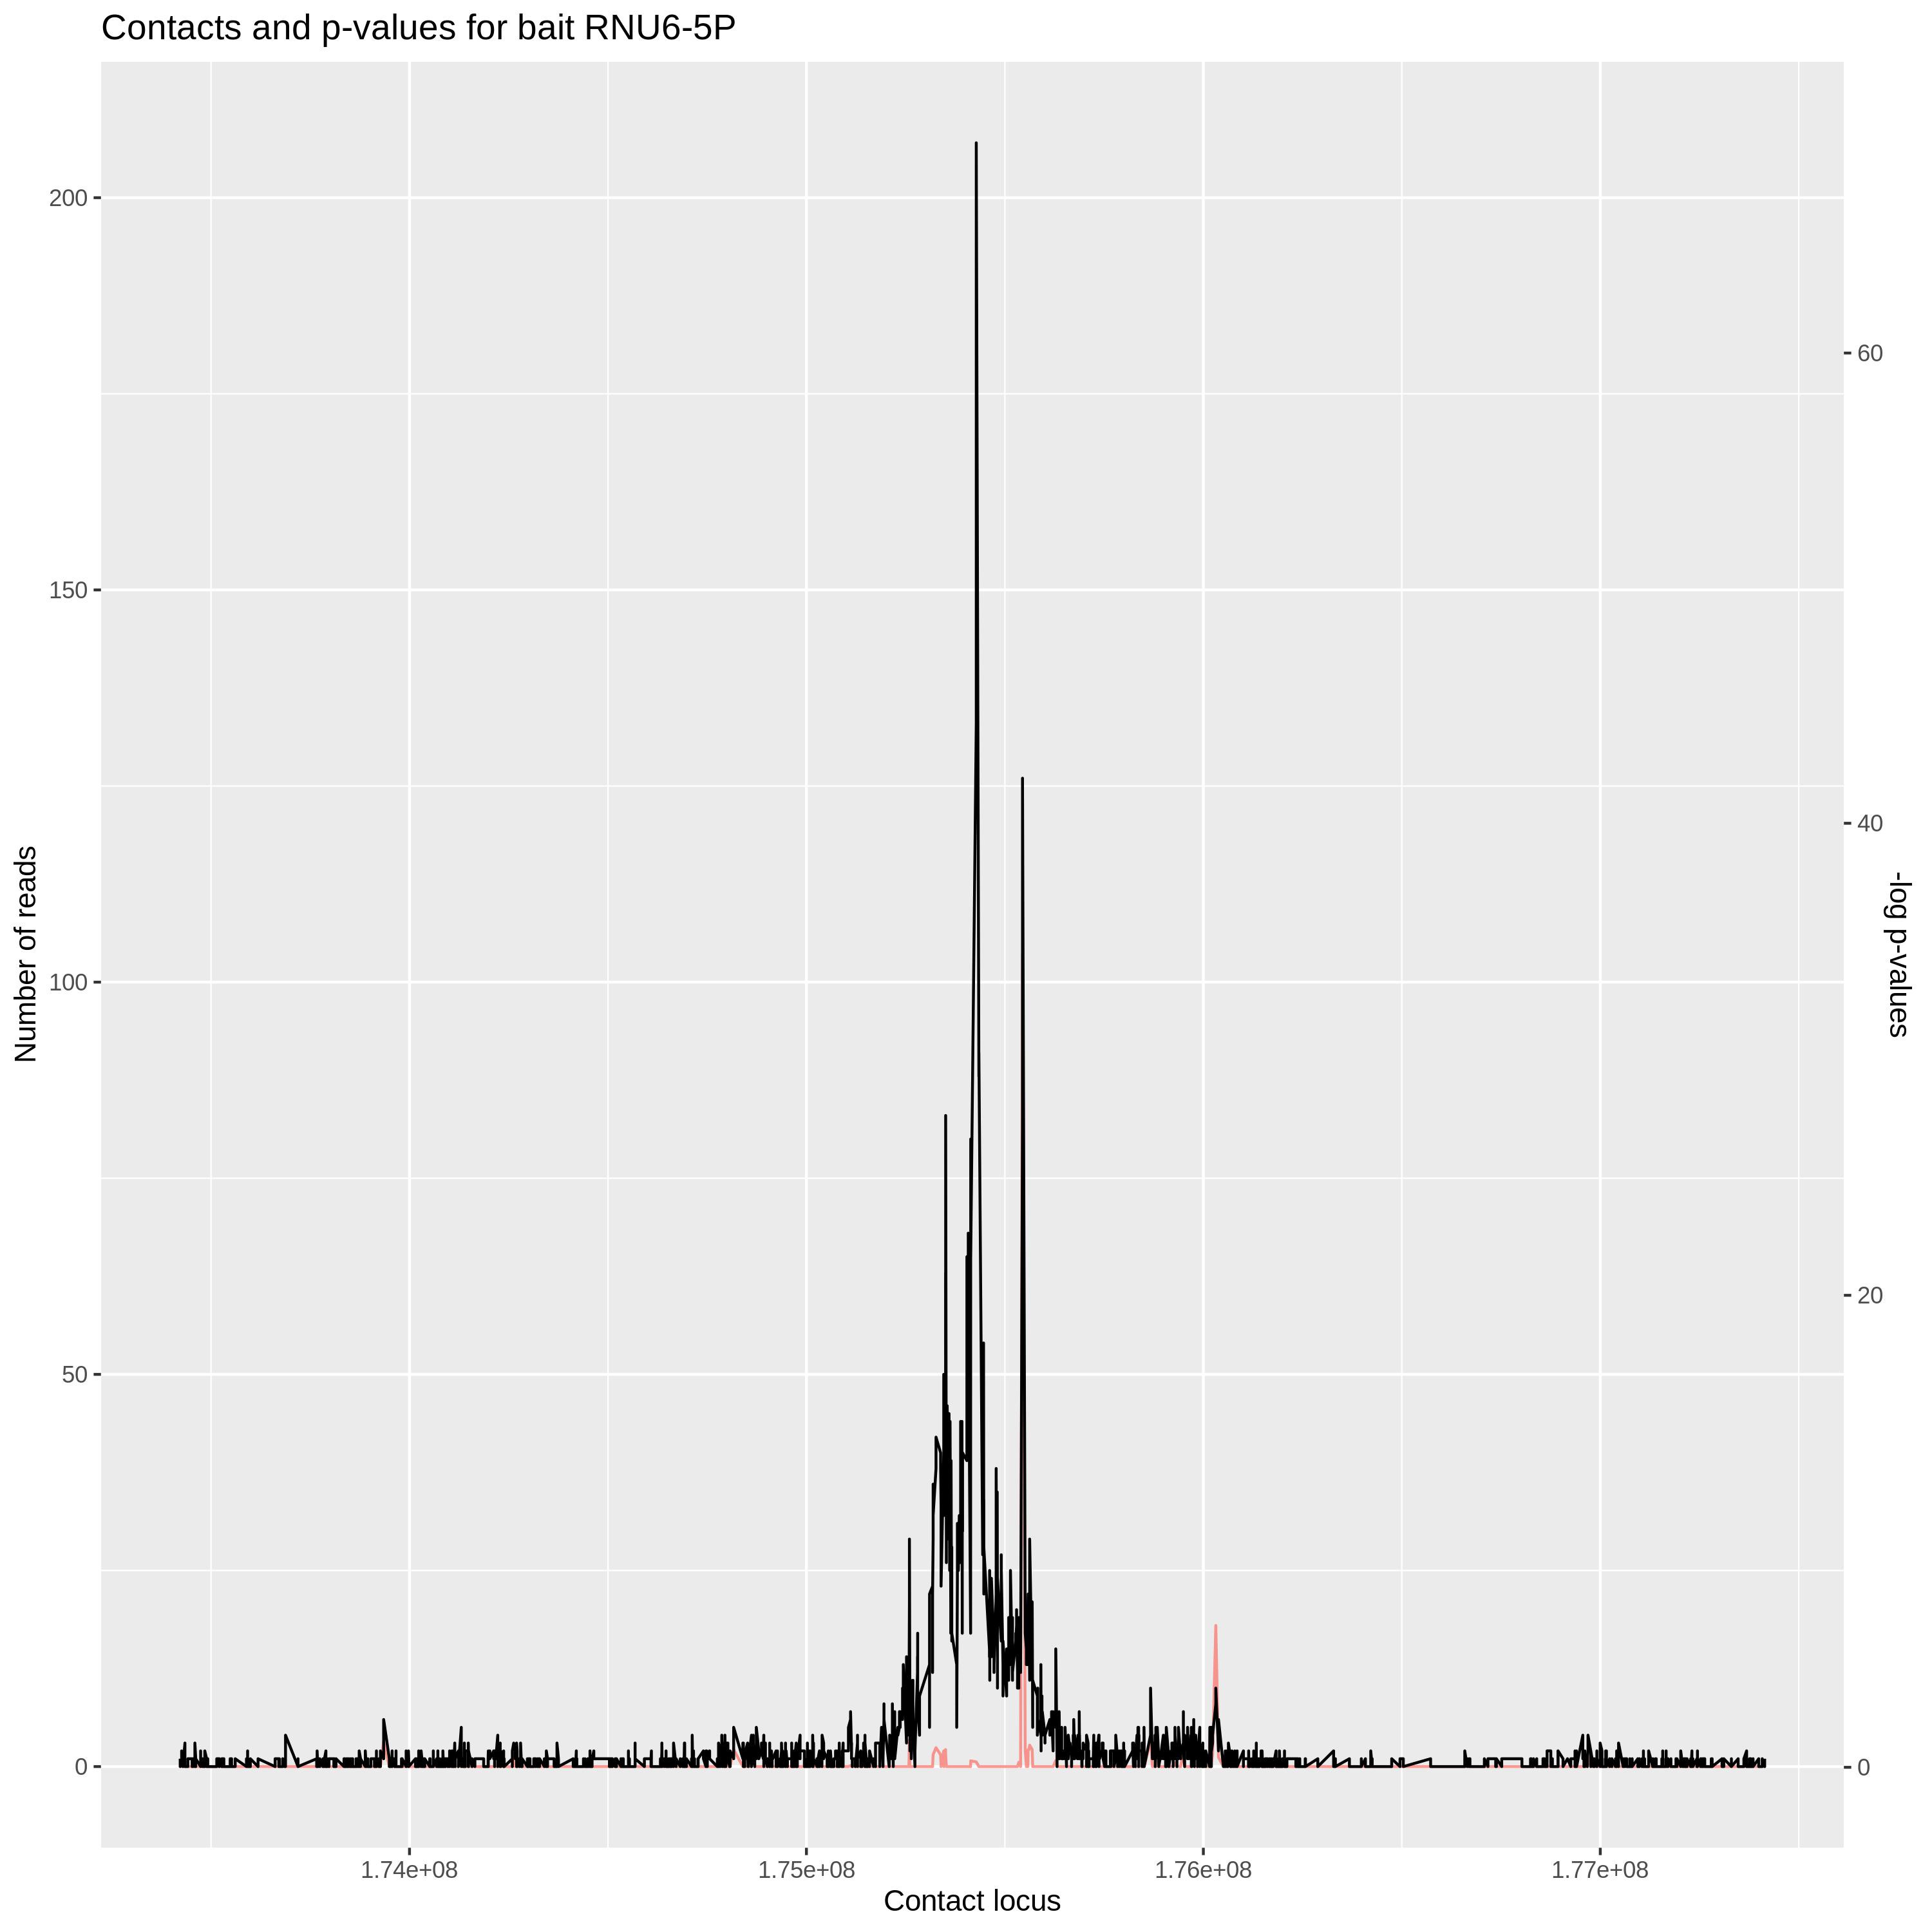 Contacts and p-values for bait RNU6-5P
Number of reads
200
150
100
50
0
60
40
20
0
-log p-values
1.74e+08
1.75e+08
1.76e+08
1.77e+08
Contact locus